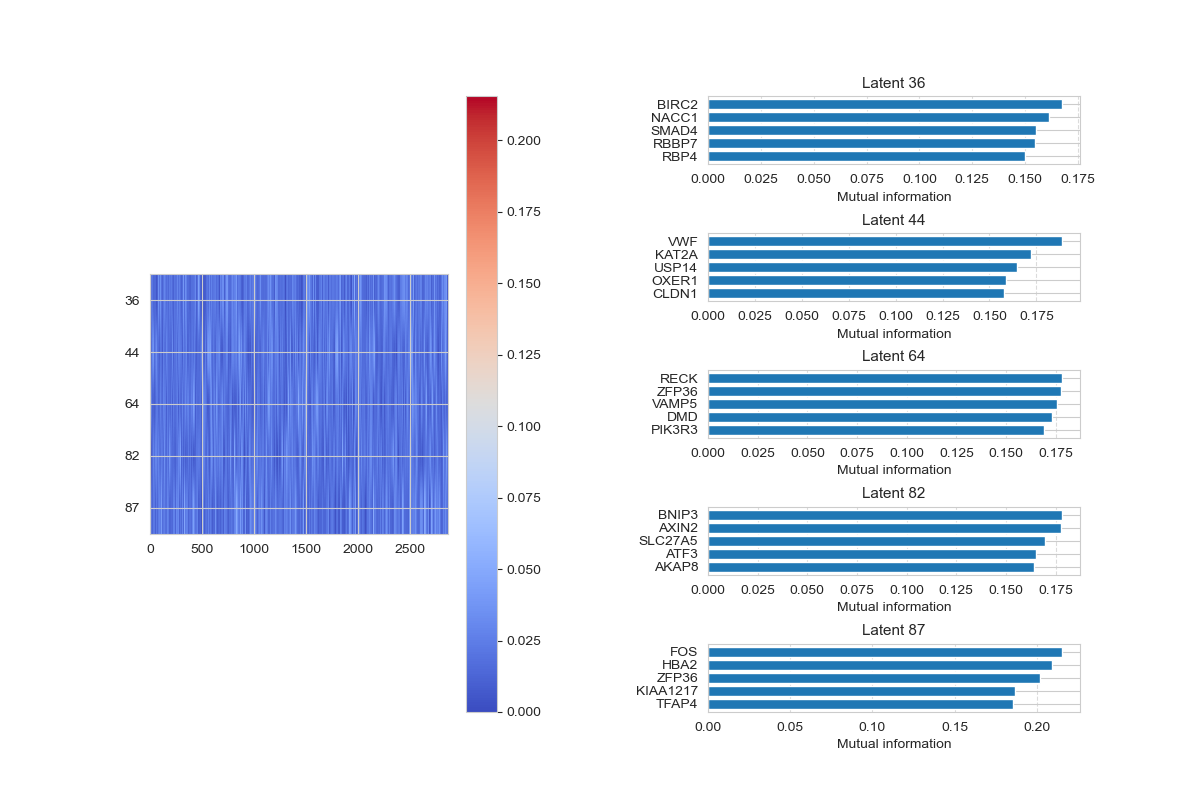 36
44
64
82
87
0 500 1000 1500 2000 2500
0.200
0.175
0.150
0.125
0.100
0.075
0.050
0.025
0.000
Latent 36
BIRC2
NACC1
SMAD4
RBBP7
RBP4
0.000 0.025 0.050 0.075 0.100 0.125 0.150 0.175
Mutual information
Latent 44
VWF
KAT2A
USP14
OXER1
CLDN1
0.000 0.025 0.050 0.075 0.100 0.125 0.150 0.175
Mutual information
Latent 64
RECK
ZFP36
VAMP5
DMD
PIK3R3
0.000 0.025 0.050 0.075 0.100 0.125 0.150 0.175
Mutual information
Latent 82
BNIP3
AXIN2
SLC27A5
ATF3
AKAP8
0.000 0.025 0.050 0.075 0.100 0.125 0.150 0.175
Mutual information
Latent 87
FOS
HBA2
ZFP36
KIAA1217
TFAP4
0.00 0.05 0.10 0.15 0.20
Mutual information